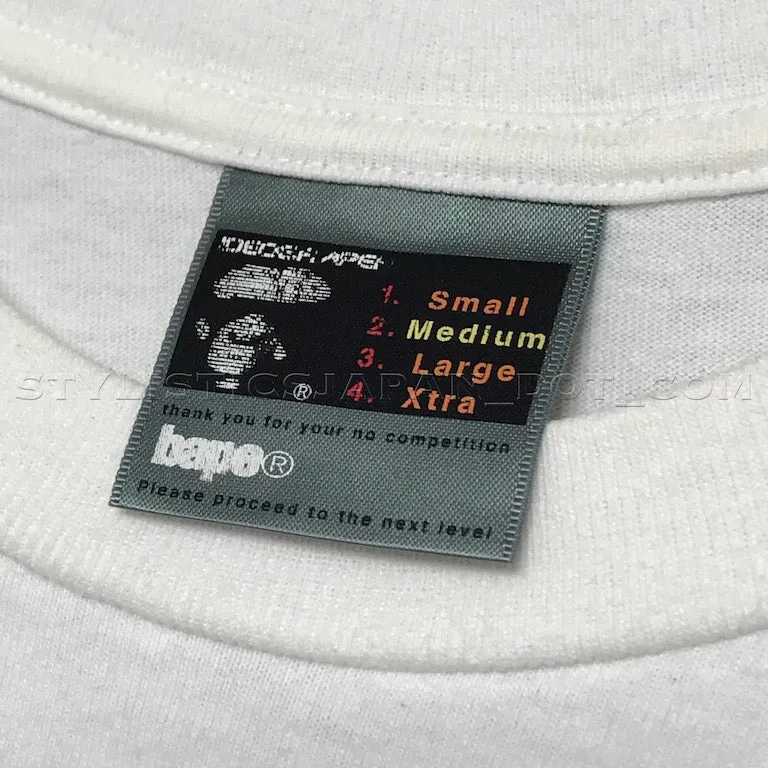 1. Small
2. Medium
3. Large
4. Xtra
®
thank you for your no competition
bape®
Please proceed to the next level
STYLISTICSJAPAN_DOT_COM